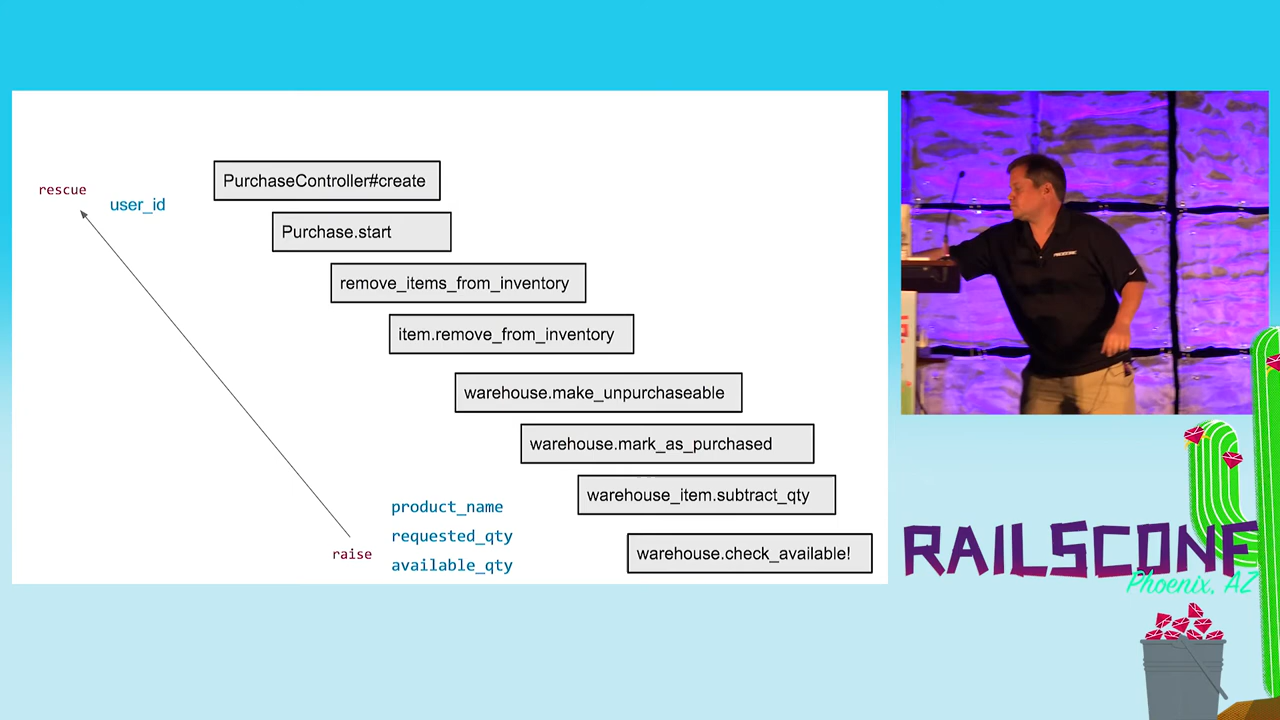 PurchaseController#create
rescue
user_id
Purchase.start
remove_items_from_inventory
item.remove_from_inventory
warehouse.make_unpurchaseable
warehouse.mark_as_purchased
warehouse_item.subtract_qty
product_name
requested_qty
raise
available_qty
warehouse.check_available!
RAILSCONF
Phoenix, AZ